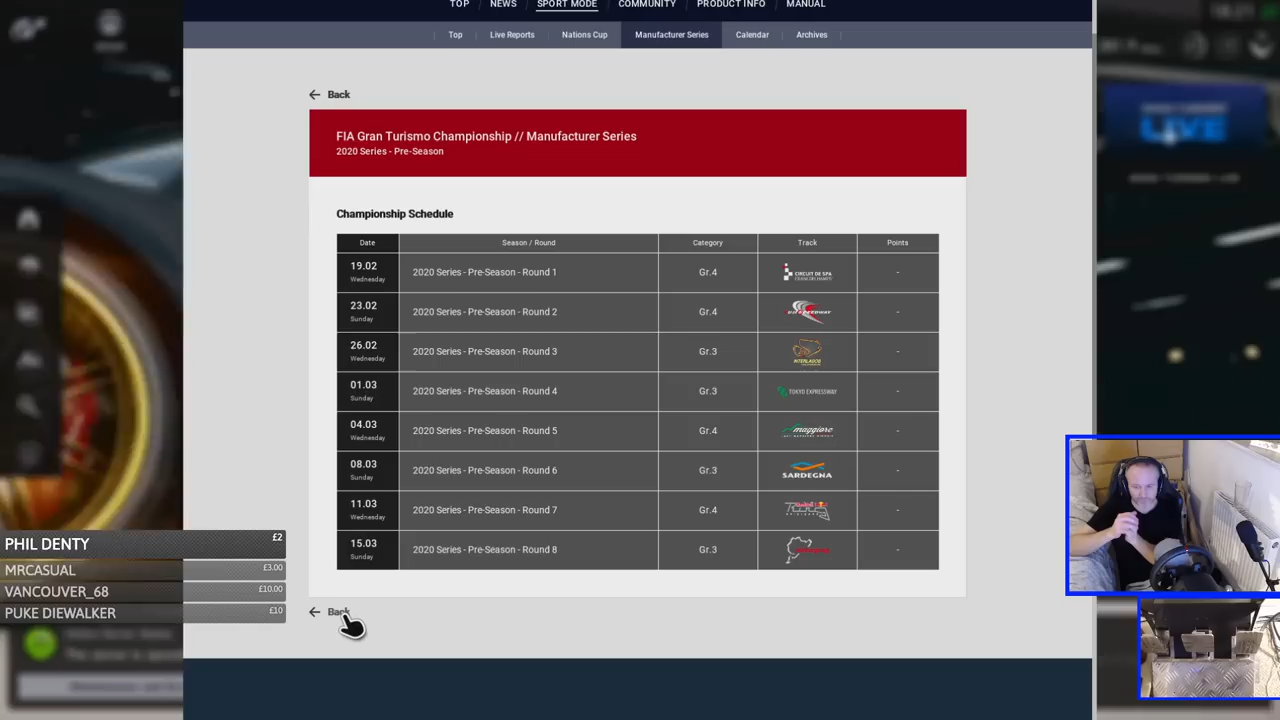 TOP NEWS SPORT MODE COMMUNITY PRODUCT INFO MANUAL
Top Live Reports Nations Cup Manufacturer Series Calendar Archives
Back
FIA Gran Turismo Championship // Manufacturer Series
2020 Series - Pre-Season
Championship Schedule
Date Season / Round Category Track Points
19.02 Wednesday 2020 Series - Pre-Season - Round 1 Gr.4 CIRCUIT DE SPA FRANCORCHAMPS -
23.02 Sunday 2020 Series - Pre-Season - Round 2 Gr.4 -
26.02 Wednesday 2020 Series - Pre-Season - Round 3 Gr.3 INTERLAGOS -
01.03 Sunday 2020 Series - Pre-Season - Round 4 Gr.3 TOKYO EXPRESSWAY -
04.03 Wednesday 2020 Series - Pre-Season - Round 5 Gr.4 Maggiore -
08.03 Sunday 2020 Series - Pre-Season - Round 6 Gr.3 SARDEGNA -
11.03 Wednesday 2020 Series - Pre-Season - Round 7 Gr.4 -
15.03 Sunday 2020 Series - Pre-Season - Round 8 Gr.3 -
Back
PHIL DENTY £2
MRCASUAL £3.00
VANCOUVER_68 £10.00
PUKE DIEWALKER £10
LIVE